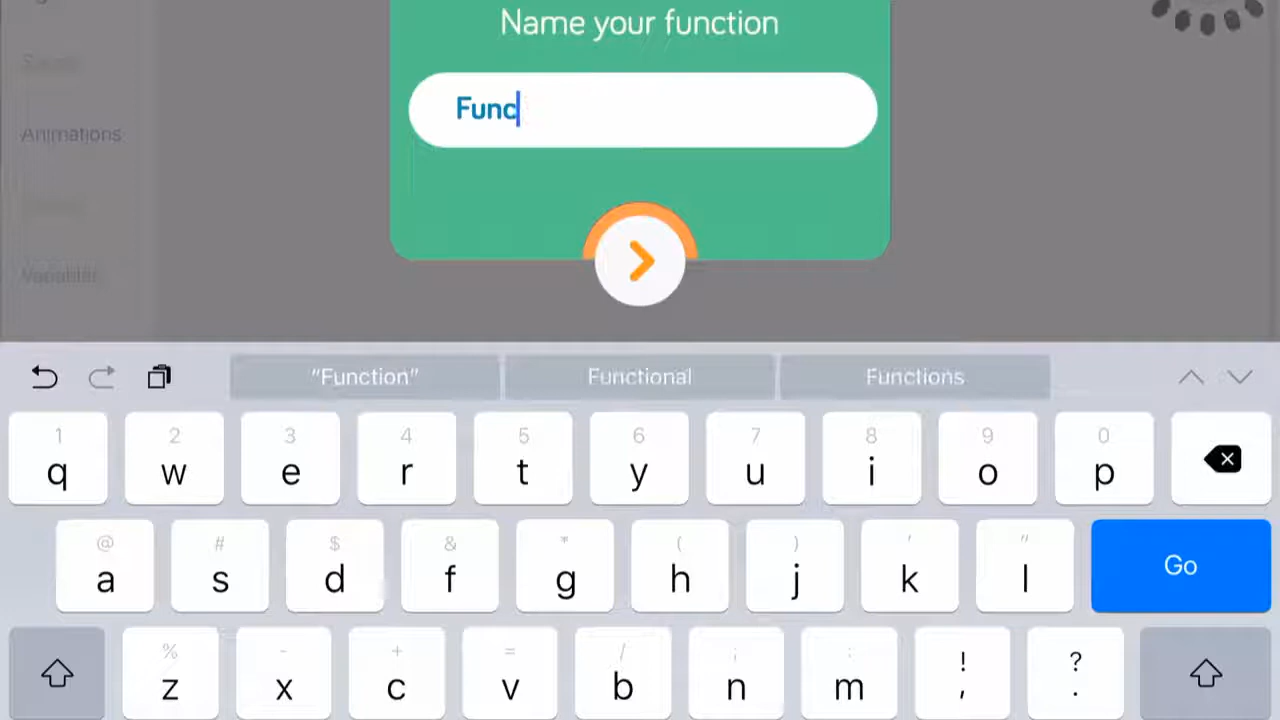 Name your function
Func
Animations
Variables
"Function" Functional Functions
1 2 3 4 5 6 7 8 9 0
q w e r t y u i o p
@ # $ & * ( ) ' "
a s d f g h j k l Go
% - + = / ; : ! ?
z x c v b n m , .